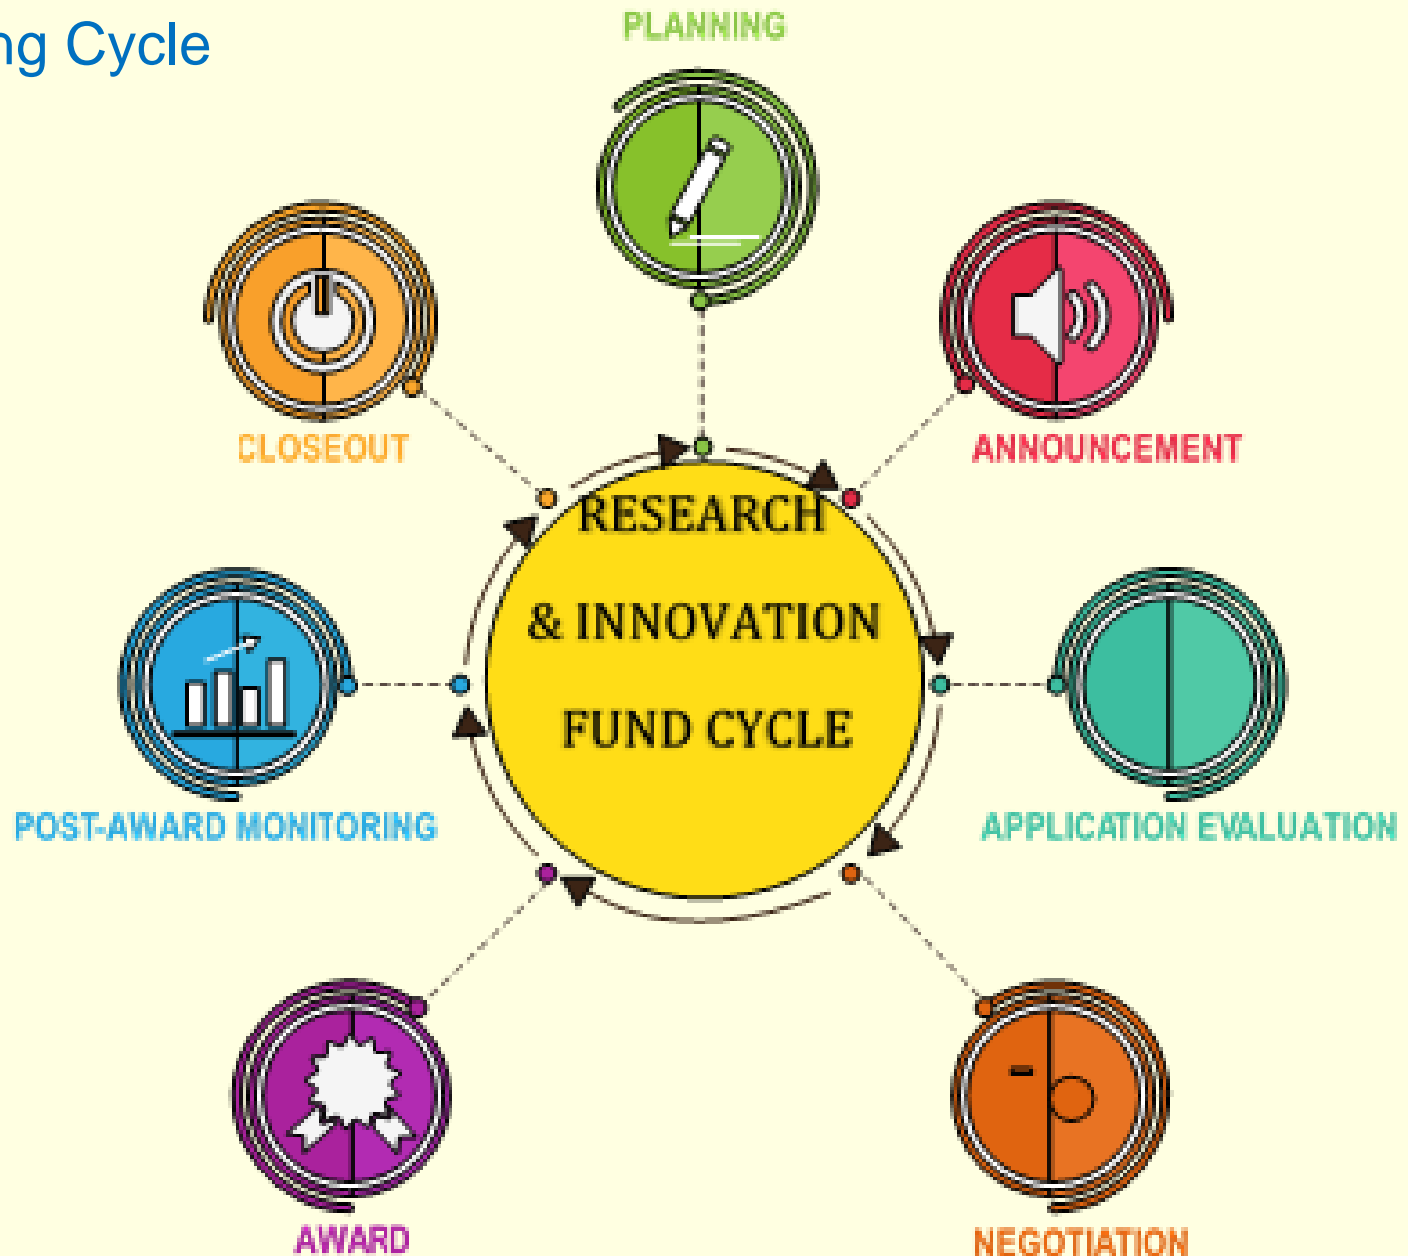 ng Cycle
PLANNING
CLOSEOUT
ANNOUNCEMENT
RESEARCH
& INNOVATION
FUND CYCLE
POST-AWARD MONITORING
APPLICATION EVALUATION
AWARD
NEGOTIATION